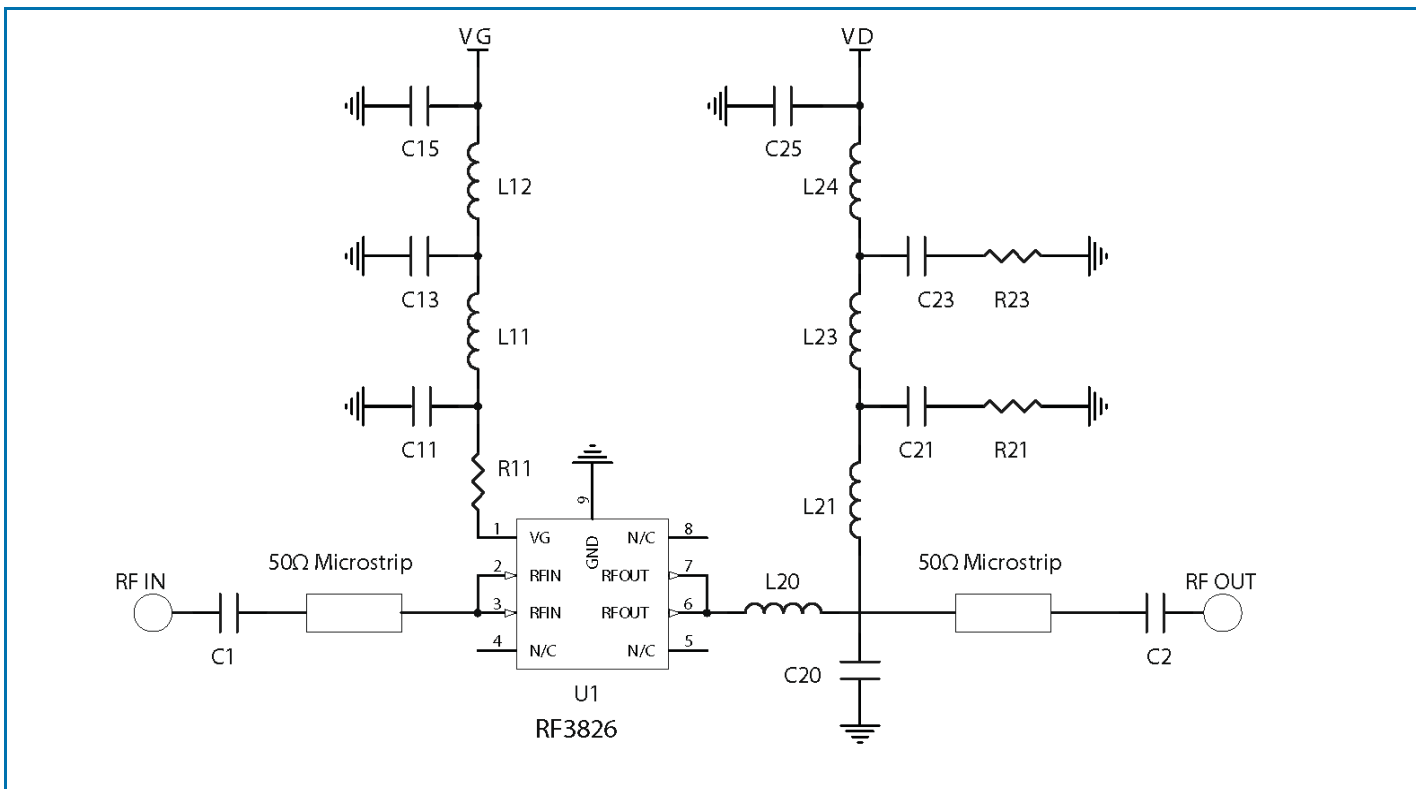 VG
VD
C15
C25
L12
L24
C13
C23
R23
L11
L23
C11
C21
R21
R11
L21
9
1
VG
GND
N/C
8
50Ω Microstrip
2
RFIN
RFOUT
7
L20
50Ω Microstrip
RF IN
3
RFIN
RFOUT
6
RF OUT
C1
4
N/C
N/C
5
C20
C2
U1
RF3826